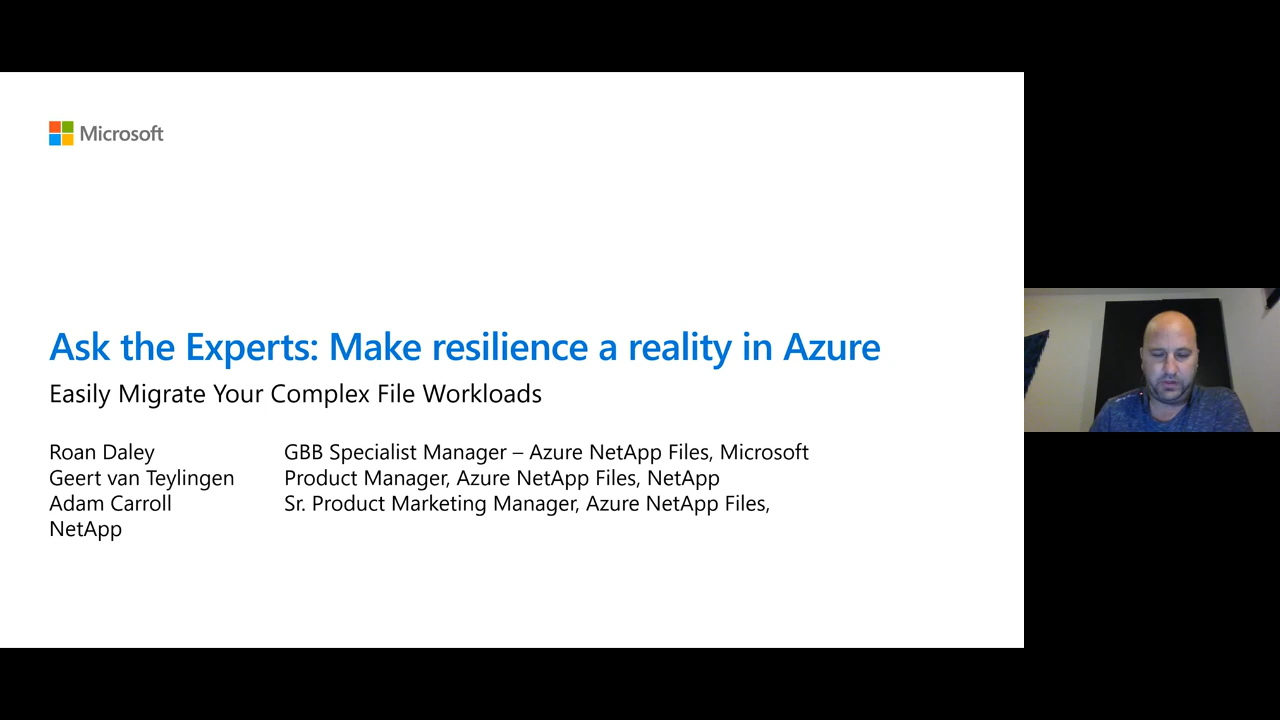 Microsoft
Ask the Experts: Make resilience a reality in Azure
Easily Migrate Your Complex File Workloads
Roan Daley GBB Specialist Manager – Azure NetApp Files, Microsoft
Geert van Teylingen Product Manager, Azure NetApp Files, NetApp
Adam Carroll Sr. Product Marketing Manager, Azure NetApp Files,
NetApp